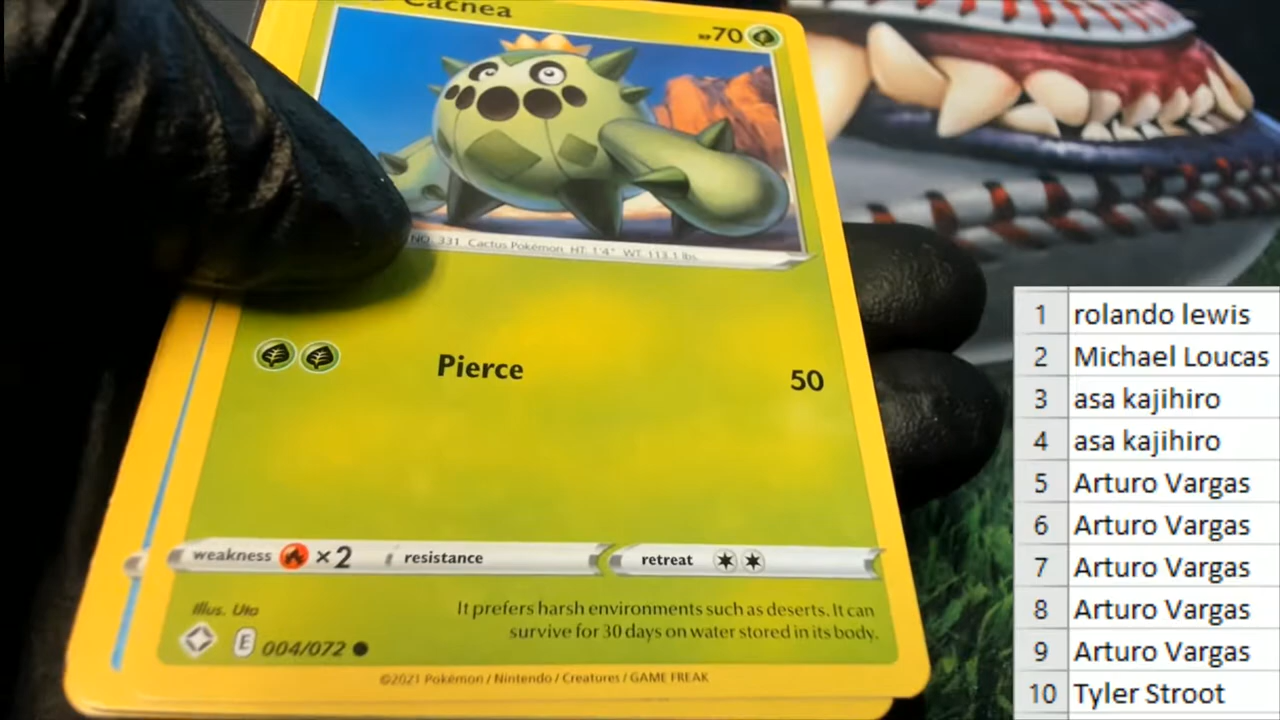 Cacnea
HP 70
NO. 331 Cactus Pokémon HT: 1'4" WT: 113.1 lbs.
Pierce 50
weakness ×2 resistance retreat
Illus. Uta
It prefers harsh environments such as deserts. It can
survive for 30 days on water stored in its body.
E 004/072
©2021 Pokémon / Nintendo / Creatures / GAME FREAK
1 rolando lewis
2 Michael Loucas
3 asa kajihiro
4 asa kajihiro
5 Arturo Vargas
6 Arturo Vargas
7 Arturo Vargas
8 Arturo Vargas
9 Arturo Vargas
10 Tyler Stroot